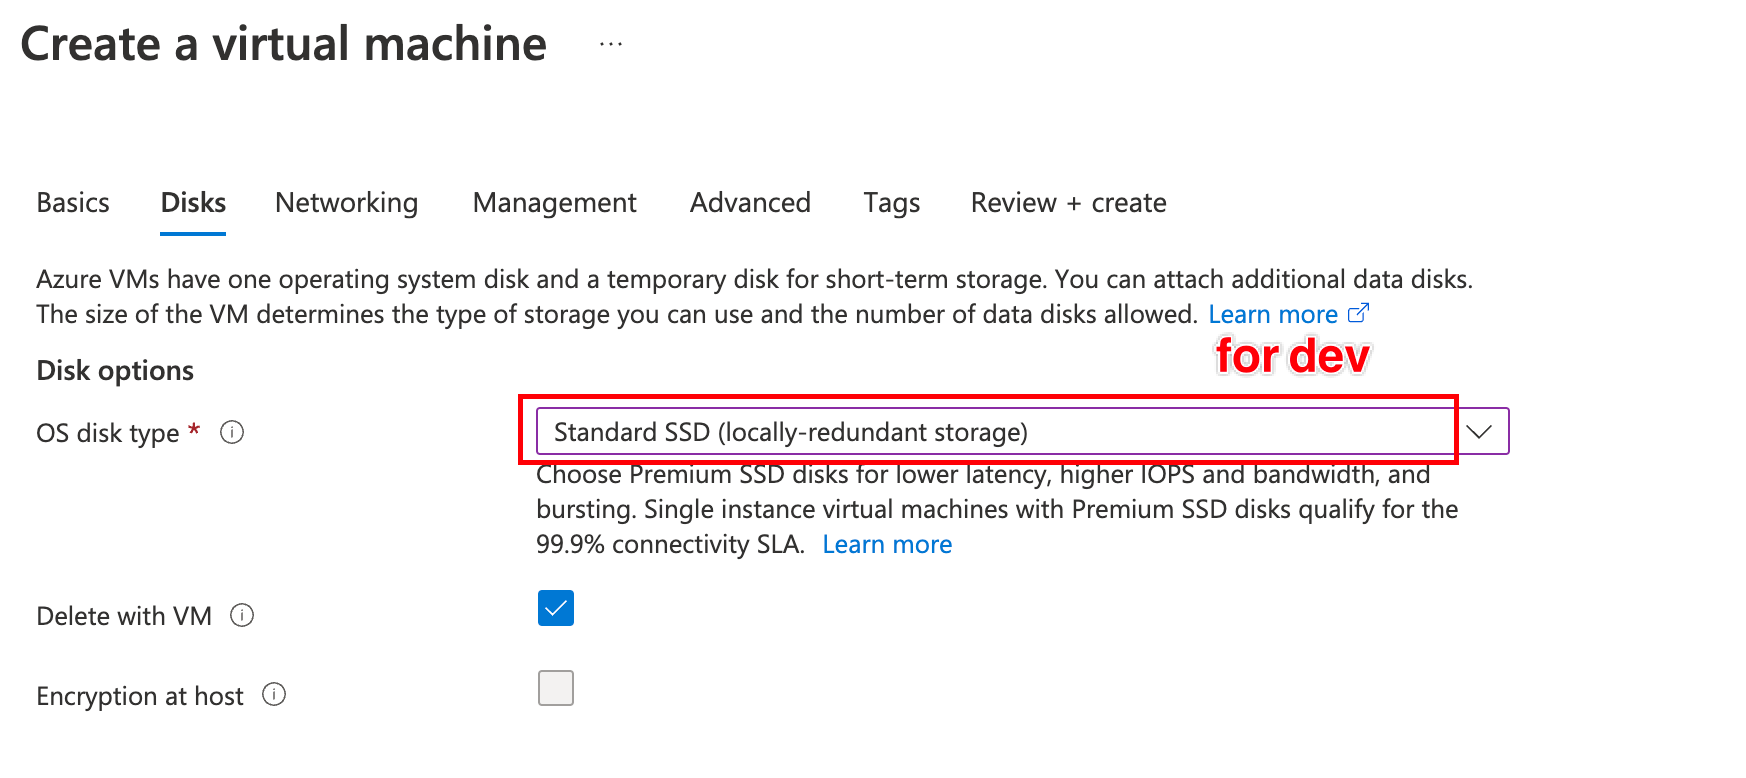 Create a virtual machine ...
Basics Disks Networking Management Advanced Tags Review + create
Azure VMs have one operating system disk and a temporary disk for short-term storage. You can attach additional data disks.
The size of the VM determines the type of storage you can use and the number of data disks allowed. Learn more
for dev
Disk options
OS disk type *
Standard SSD (locally-redundant storage)
Choose Premium SSD disks for lower latency, higher IOPS and bandwidth, and
bursting. Single instance virtual machines with Premium SSD disks qualify for the
99.9% connectivity SLA. Learn more
Delete with VM
Encryption at host